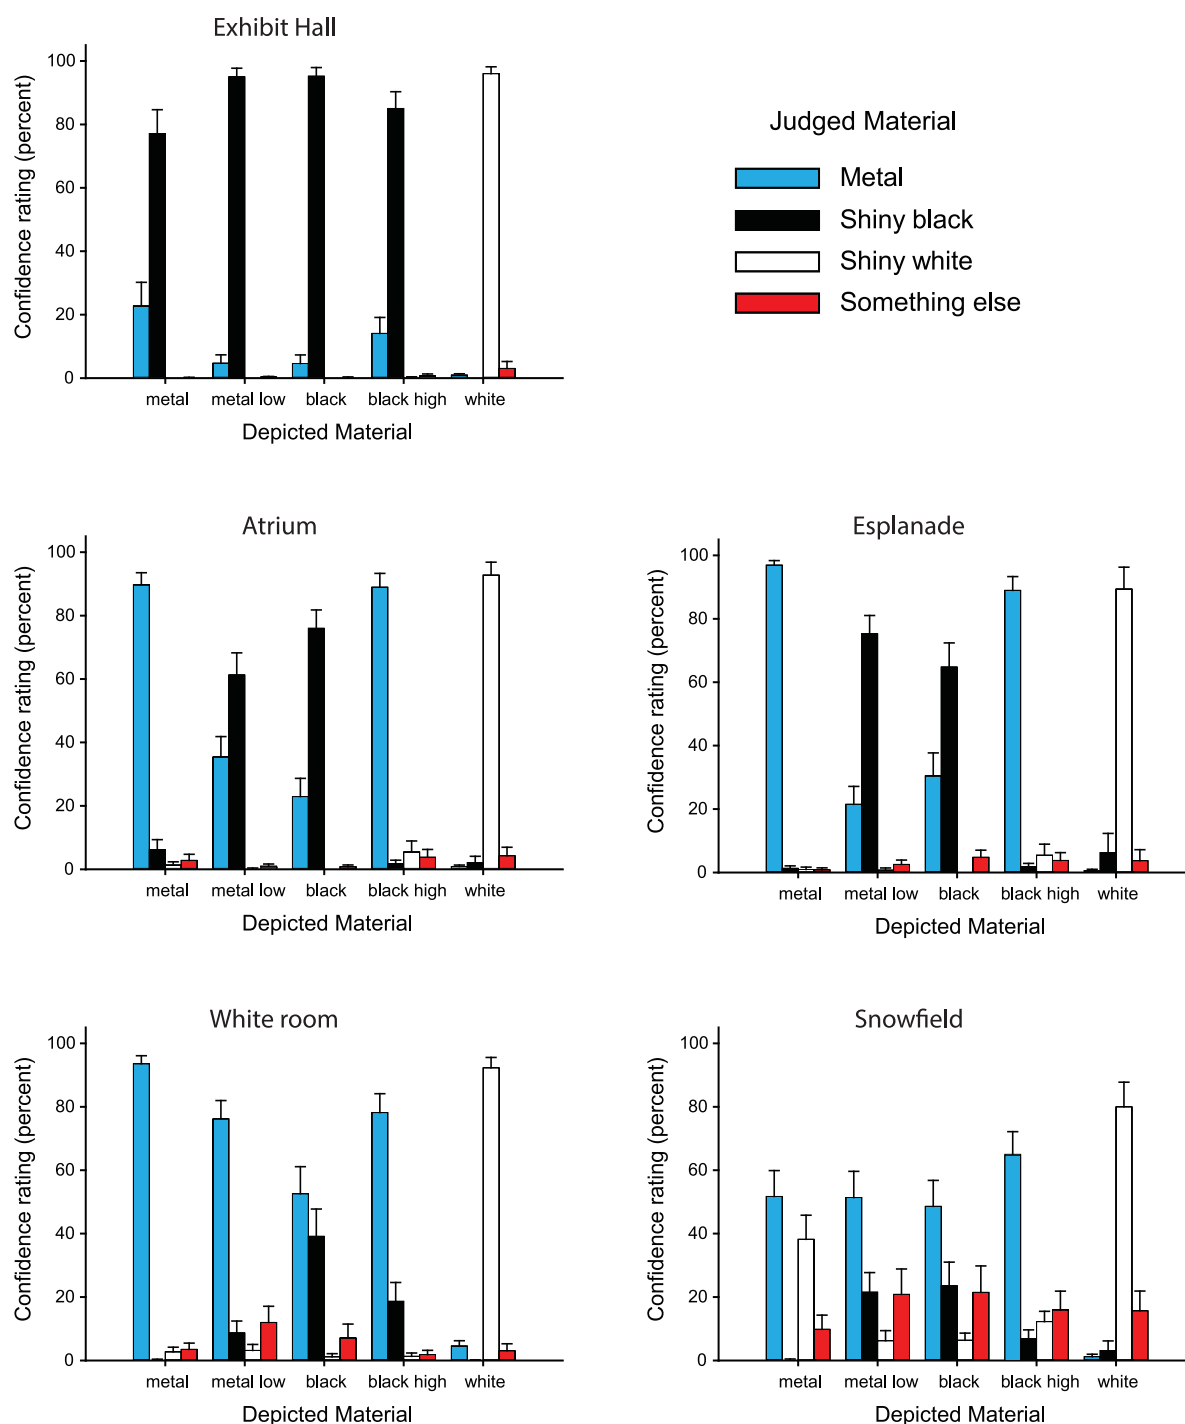 Exhibit Hall
Confidence rating (percent)
100
80
60
40
20
0
metal metal low black black high white
Depicted Material
Judged Material
Metal
Shiny black
Shiny white
Something else
Atrium
Confidence rating (percent)
100
80
60
40
20
0
metal metal low black black high white
Depicted Material
Esplanade
Confidence rating (percent)
100
80
60
40
20
0
metal metal low black black high white
Depicted Material
White room
Confidence rating (percent)
100
80
60
40
20
0
metal metal low black black high white
Depicted Material
Snowfield
Confidence rating (percent)
100
80
60
40
20
0
metal metal low black black high white
Depicted Material